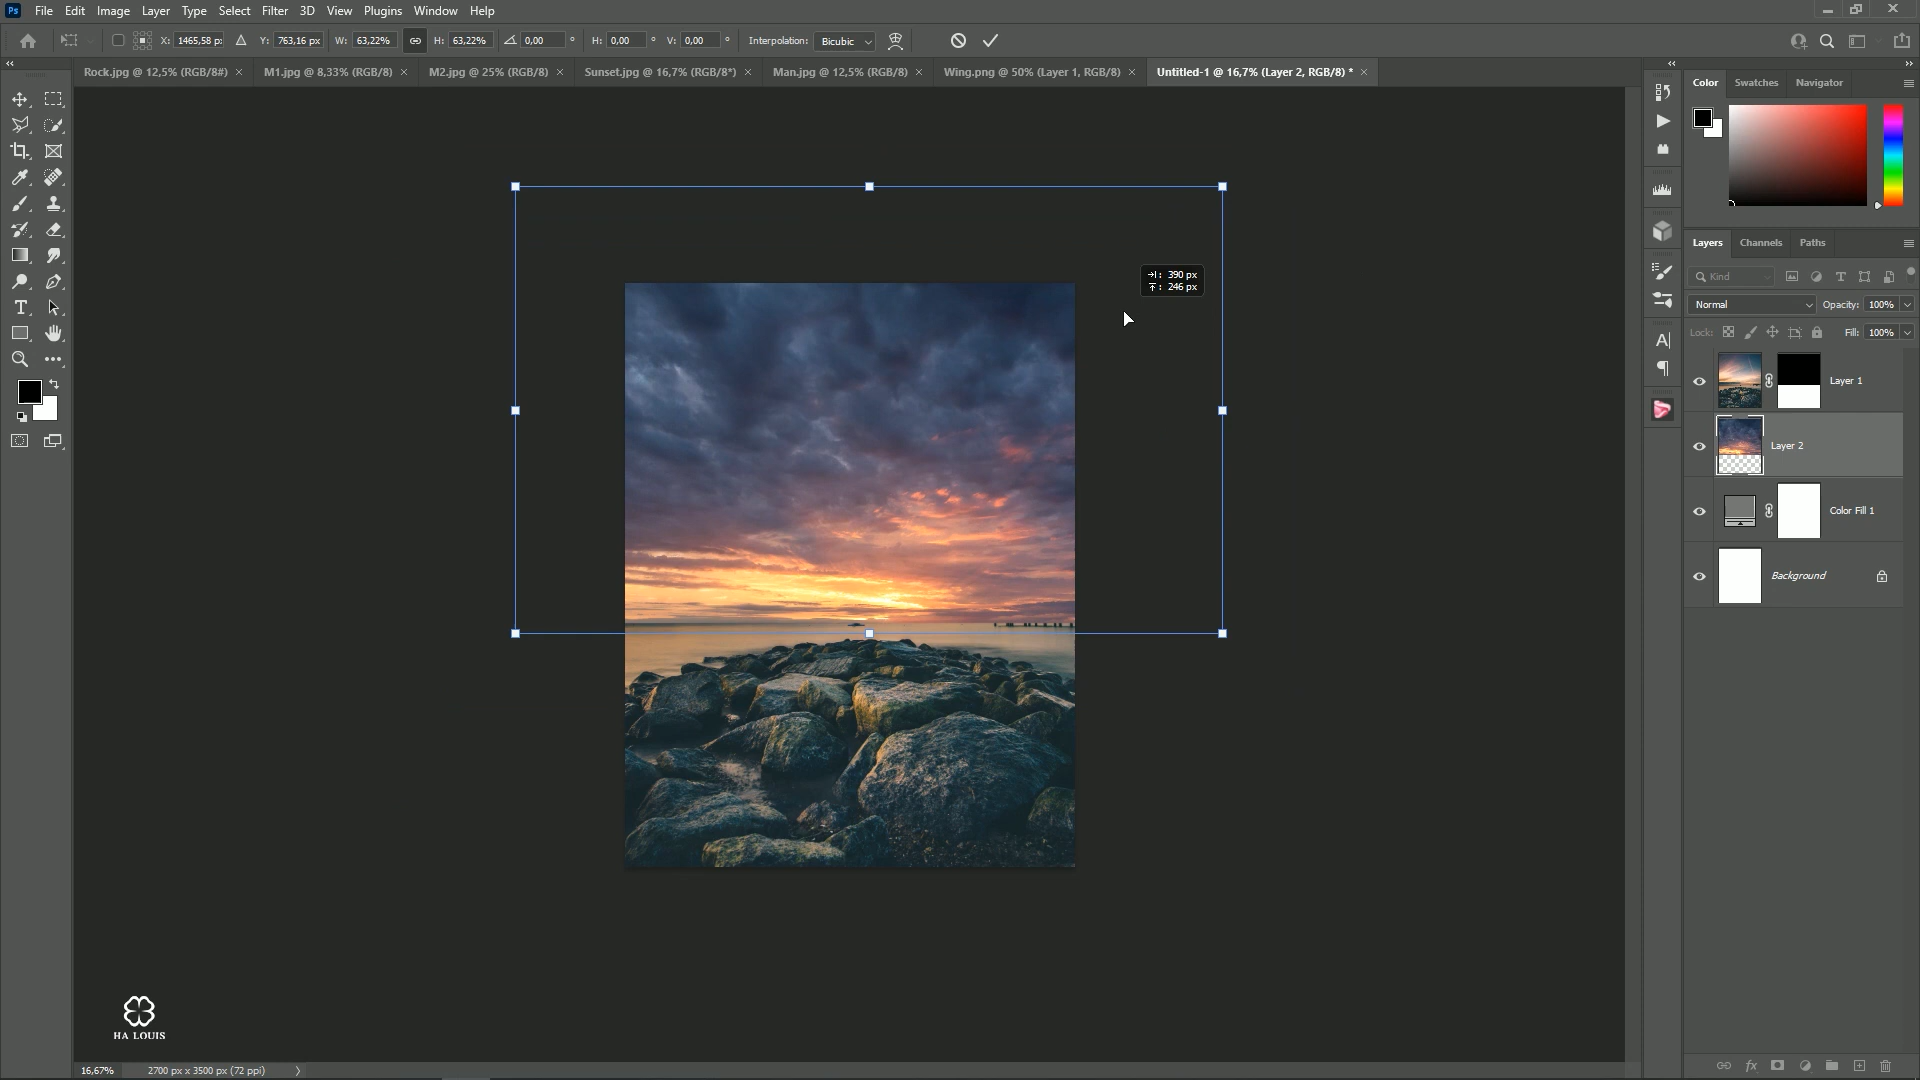 Ps File Edit Image Layer Type Select Filter 3D View Plugins Window Help
X: 1465,58 px Y: 763,16 px W: 63,22% H: 63,22% 0,00 ° H: 0,00 ° V: 0,00 ° Interpolation: Bicubic
Rock.jpg @ 12,5% (RGB/8#) × M1.jpg @ 8,33% (RGB/8) × M2.jpg @ 25% (RGB/8) × Sunset.jpg @ 16,7% (RGB/8*) × Man.jpg @ 12,5% (RGB/8) × Wing.png @ 50% (Layer 1, RGB/8) × Untitled-1 @ 16,7% (Layer 2, RGB/8) * ×
Color Swatches Navigator
Layers Channels Paths
Kind
Normal Opacity: 100%
Lock: Fill: 100%
Layer 1
Layer 2
Color Fill 1
Background
390 px
246 px
HA LOUIS
16,67% 2700 px x 3500 px (72 ppi)